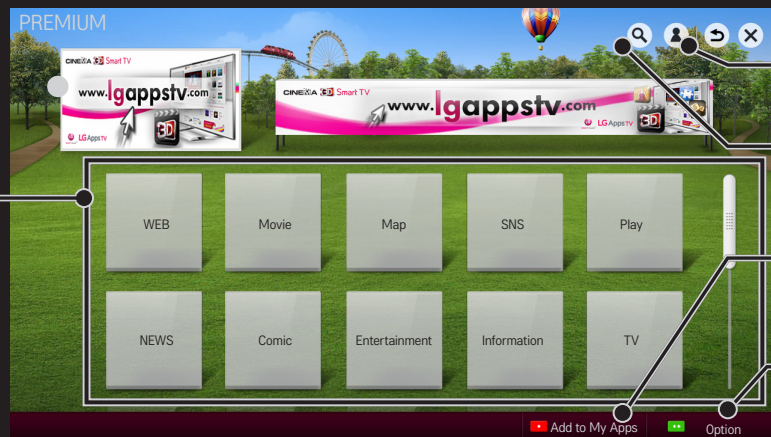 PREMIUM
CINEMA 3D Smart TV
www.lgappstv.com
3D
LG Apps TV
CINEMA 3D Smart TV
www.lgappstv.com
LG Apps TV
3D
WEB Movie Map SNS Play
NEWS Comic Entertainment Information TV
Add to My Apps Option